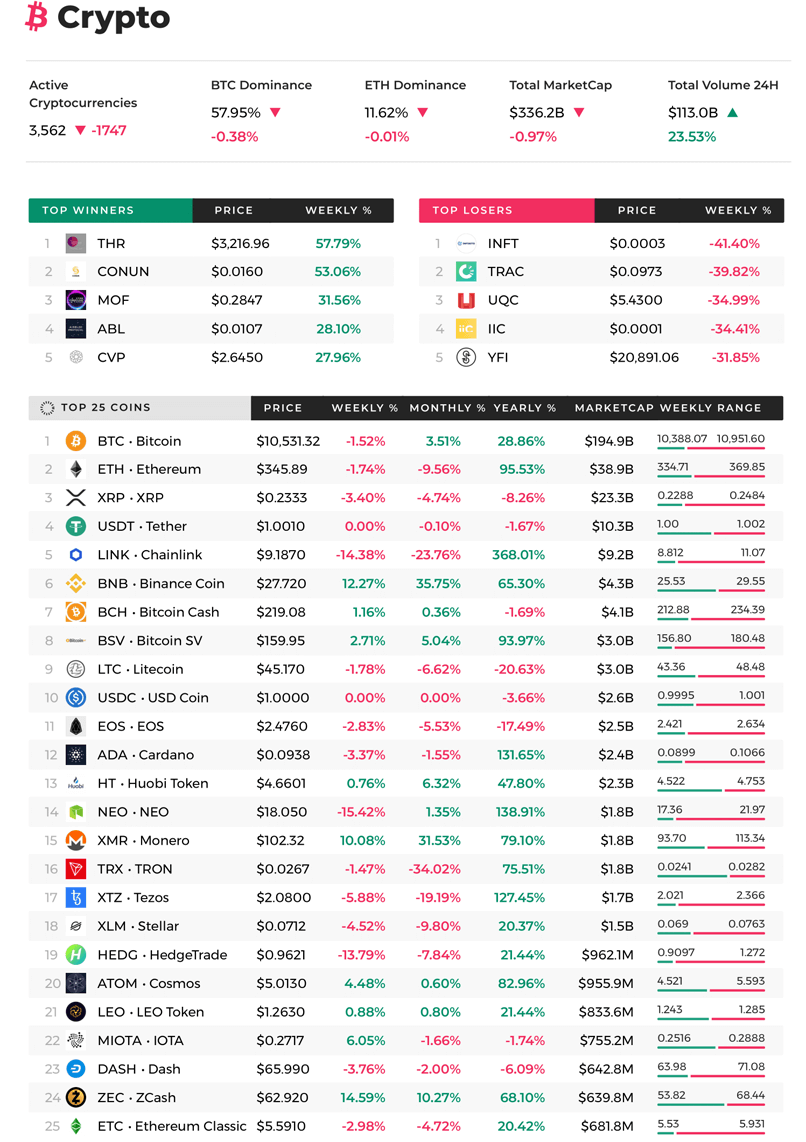 Crypto
Active BTC Dominance ETH Dominance Total MarketCap Total Volume 24H
Cryptocurrencies
57.95% ▼ 11.62% ▼ $336.2B ▼ $113.0B ▲
3,562 ▼ -1747
-0.38% -0.01% -0.97% 23.53%
TOP WINNERS PRICE WEEKLY %
1 THR $3,216.96 57.79%
2 CONUN $0.0160 53.06%
3 MOF $0.2847 31.56%
4 ABL $0.0107 28.10%
5 CVP $2.6450 27.96%
TOP LOSERS PRICE WEEKLY %
1 INFT $0.0003 -41.40%
2 TRAC $0.0973 -39.82%
3 UQC $5.4300 -34.99%
4 IIC $0.0001 -34.41%
5 YFI $20,891.06 -31.85%
TOP 25 COINS PRICE WEEKLY % MONTHLY % YEARLY % MARKETCAP WEEKLY RANGE
1 BTC · Bitcoin $10,531.32 -1.52% 3.51% 28.86% $194.9B 10,388.07 10,951.60
2 ETH · Ethereum $345.89 -1.74% -9.56% 95.53% $38.9B 334.71 369.85
3 XRP · XRP $0.2333 -3.40% -4.74% -8.26% $23.3B 0.2288 0.2484
4 USDT · Tether $1.0010 0.00% -0.10% -1.67% $10.3B 1.00 1.002
5 LINK · Chainlink $9.1870 -14.38% -23.76% 368.01% $9.2B 8.812 11.07
6 BNB · Binance Coin $27.720 12.27% 35.75% 65.30% $4.3B 25.53 29.55
7 BCH · Bitcoin Cash $219.08 1.16% 0.36% -1.69% $4.1B 212.88 234.39
8 BSV · Bitcoin SV $159.95 2.71% 5.04% 93.97% $3.0B 156.80 180.48
9 LTC · Litecoin $45.170 -1.78% -6.62% -20.63% $3.0B 43.36 48.48
10 USDC · USD Coin $1.0000 0.00% 0.00% -3.66% $2.6B 0.9995 1.001
11 EOS · EOS $2.4760 -2.83% -5.53% -17.49% $2.5B 2.421 2.634
12 ADA · Cardano $0.0938 -3.37% -1.55% 131.65% $2.4B 0.0899 0.1066
13 Huobi HT · Huobi Token $4.6601 0.76% 6.32% 47.80% $2.3B 4.522 4.753
14 NEO · NEO $18.050 -15.42% 1.35% 138.91% $1.8B 17.36 21.97
15 XMR · Monero $102.32 10.08% 31.53% 79.10% $1.8B 93.70 113.34
16 TRX · TRON $0.0267 -1.47% -34.02% 75.51% $1.8B 0.0241 0.0282
17 XTZ · Tezos $2.0800 -5.88% -19.19% 127.45% $1.7B 2.021 2.366
18 XLM · Stellar $0.0712 -4.52% -9.80% 20.37% $1.5B 0.069 0.0763
19 HEDG · HedgeTrade $0.9621 -13.79% -7.84% 21.44% $962.1M 0.9097 1.272
20 ATOM · Cosmos $5.0130 4.48% 0.60% 82.96% $955.9M 4.521 5.593
21 LEO · LEO Token $1.2630 0.88% 0.80% 21.44% $833.6M 1.243 1.285
22 MIOTA · IOTA $0.2717 6.05% -1.66% -1.74% $755.2M 0.2516 0.2888
23 DASH · Dash $65.990 -3.76% -2.00% -6.09% $642.8M 63.98 71.08
24 ZEC · ZCash $62.920 14.59% 10.27% 68.10% $639.8M 53.82 68.44
25 ETC · Ethereum Classic $5.5910 -2.98% -4.72% 20.42% $681.8M 5.53 5.931